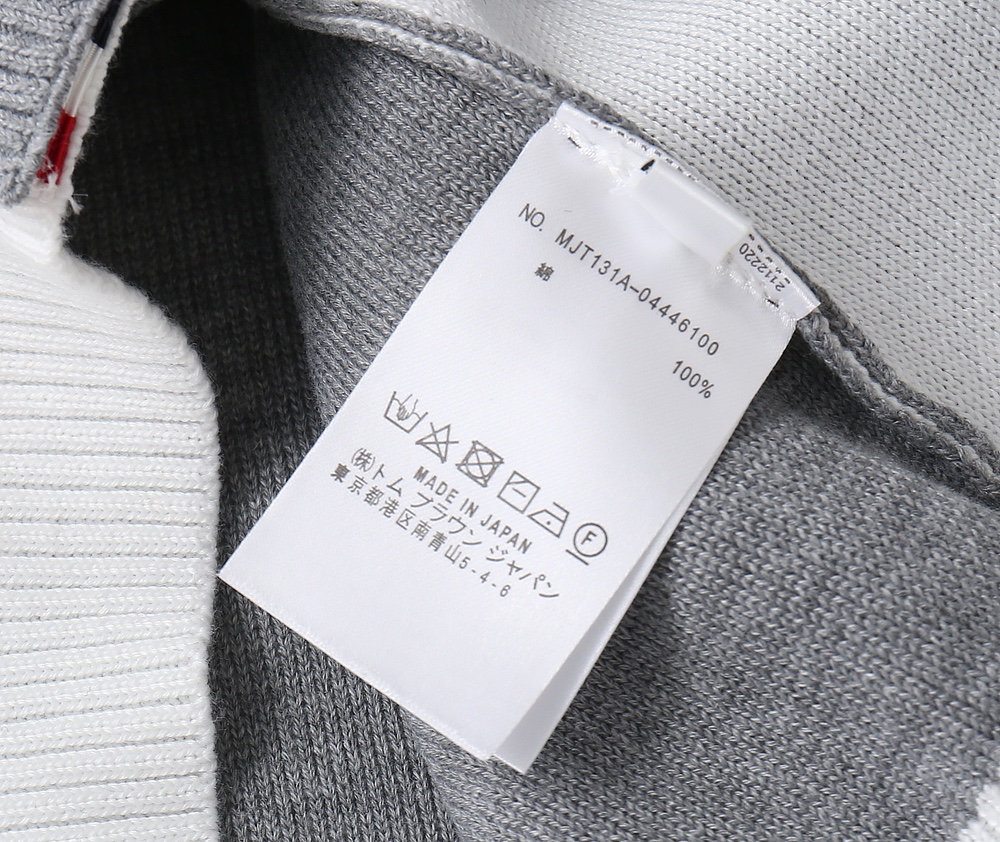 NO. MJT131A-04446100
綿 100%
F
MADE IN JAPAN
(株)トム ブラウン ジャパン
東京都港区南青山5-4-6
2112220